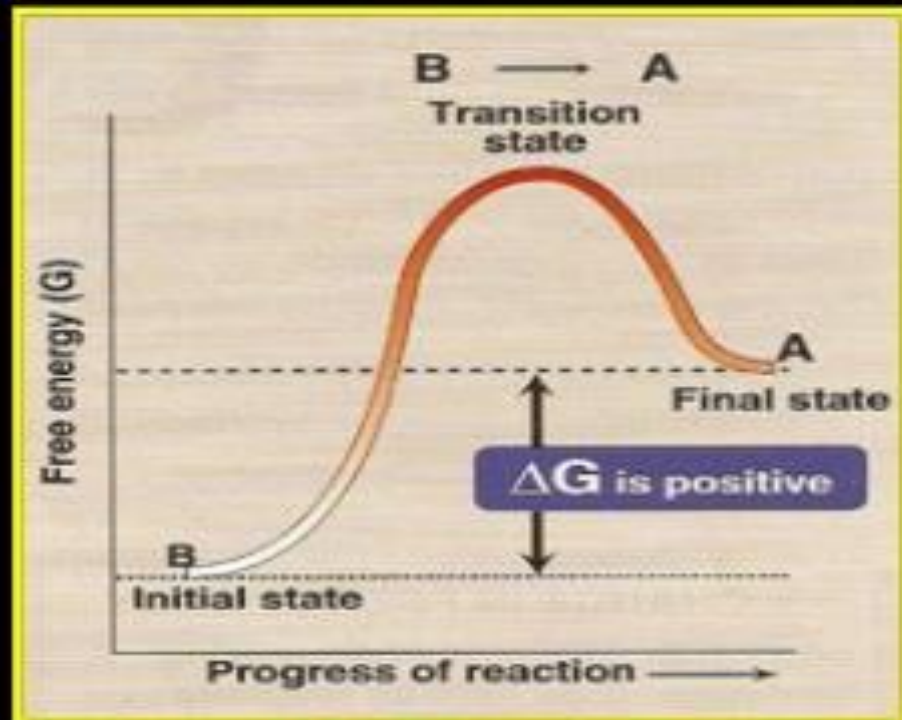 B → A
Transition
state
Free energy (G)
A
Final state
ΔG is positive
B
Initial state
Progress of reaction →